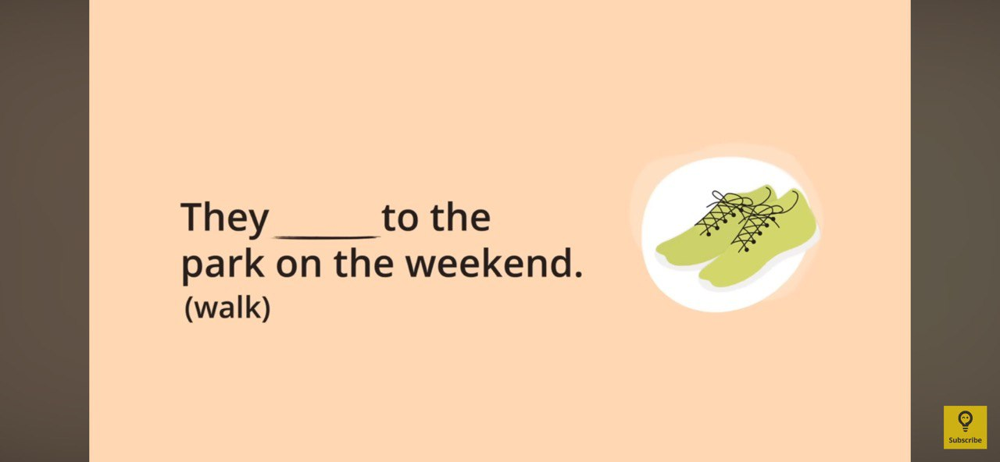 They ______ to the
park on the weekend.
(walk)
Subscribe